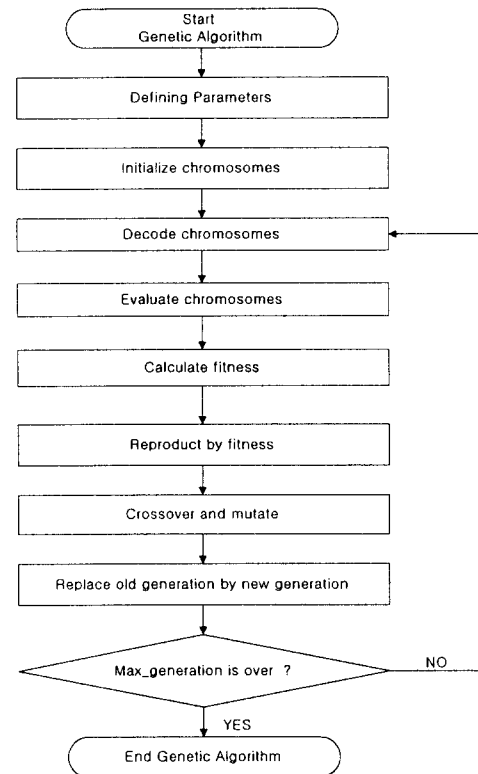 Start
Genetic Algorithm
Defining Parameters
Initialize chromosomes
Decode chromosomes
Evaluate chromosomes
Calculate fitness
Reproduct by fitness
Crossover and mutate
Replace old generation by new generation
Max_generation is over ?
NO
YES
End Genetic Algorithm